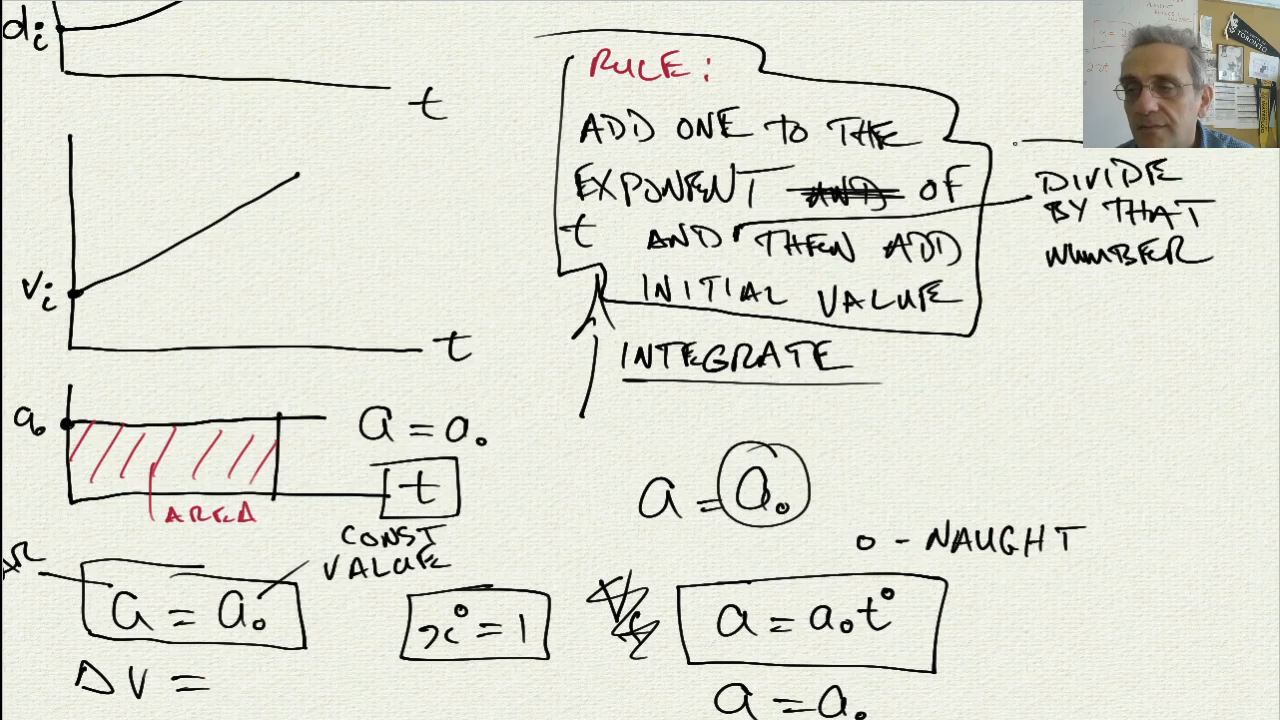 di
t
RULE:
ADD ONE TO THE
EXPONENT AND OF
t AND THEN ADD
INITIAL VALUE
DIVIDE
BY THAT
NUMBER
INTEGRATE
vi
t
a₀
a = a₀
t
AREA
CONST
VALUE
a = a₀
0 - NAUGHT
a = a₀
x⁰ = 1
a = a₀t⁰
ΔV =
a = a₀
TORONTO